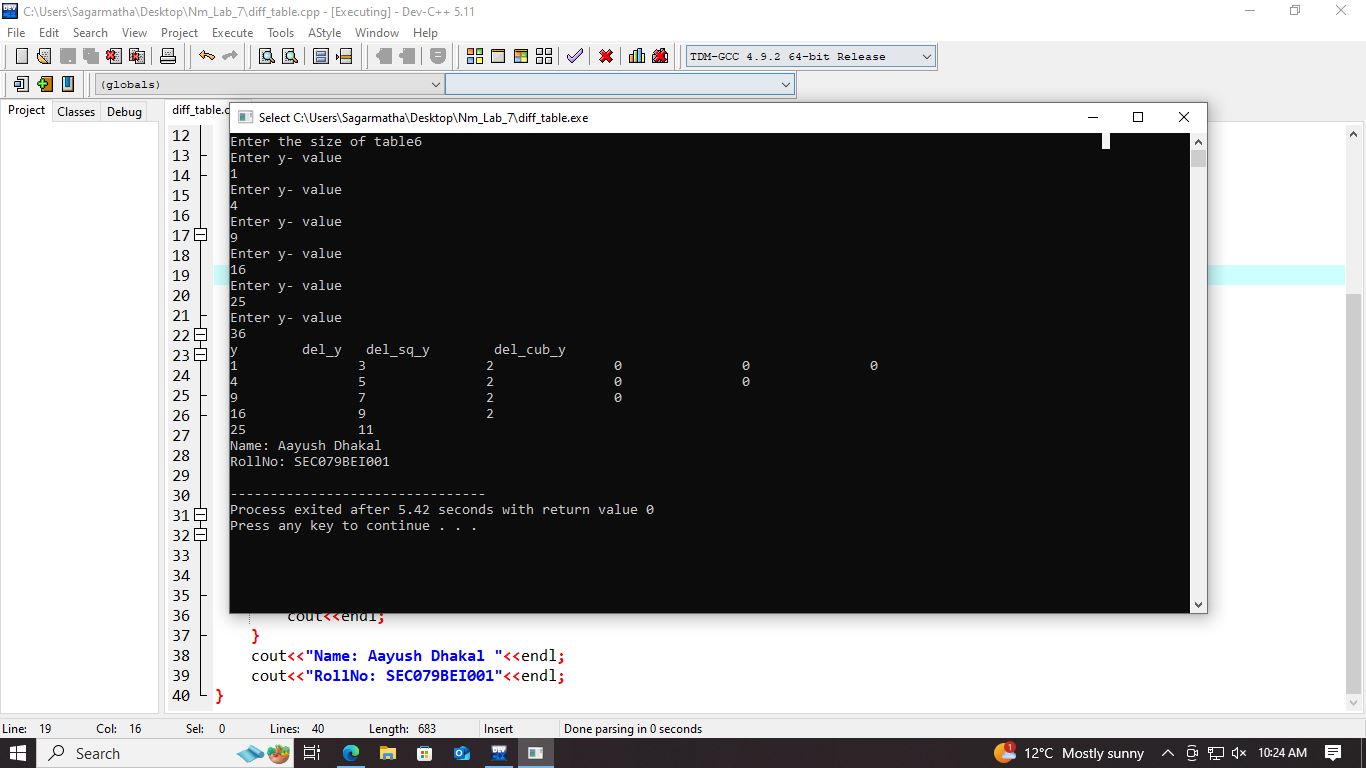 C:\Users\Sagarmatha\Desktop\Nm_Lab_7\diff_table.cpp - [Executing] - Dev-C++ 5.11
File Edit Search View Project Execute Tools AStyle Window Help
TDM-GCC 4.9.2 64-bit Release
(globals)
Project Classes Debug
diff_table.c
Select C:\Users\Sagarmatha\Desktop\Nm_Lab_7\diff_table.exe
Enter the size of table6
Enter y- value
1
Enter y- value
4
Enter y- value
9
Enter y- value
16
Enter y- value
25
Enter y- value
36
y del_y del_sq_y del_cub_y
1 3 2 0 0 0
4 5 2 0 0
9 7 2 0
16 9 2
25 11
Name: Aayush Dhakal
RollNo: SEC079BEI001
--------------------------------
Process exited after 5.42 seconds with return value 0
Press any key to continue . . .
12
13
14
15
16
17
18
19
20
21
22
23
24
25
26
27
28
29
30
31
32
33
34
35
36 cout<<endl;
37 }
38 cout<<"Name: Aayush Dhakal "<<endl;
39 cout<<"RollNo: SEC079BEI001"<<endl;
40 }
Line: 19 Col: 16 Sel: 0 Lines: 40 Length: 683 Insert Done parsing in 0 seconds
Search DEV 1 12°C Mostly sunny 10:24 AM